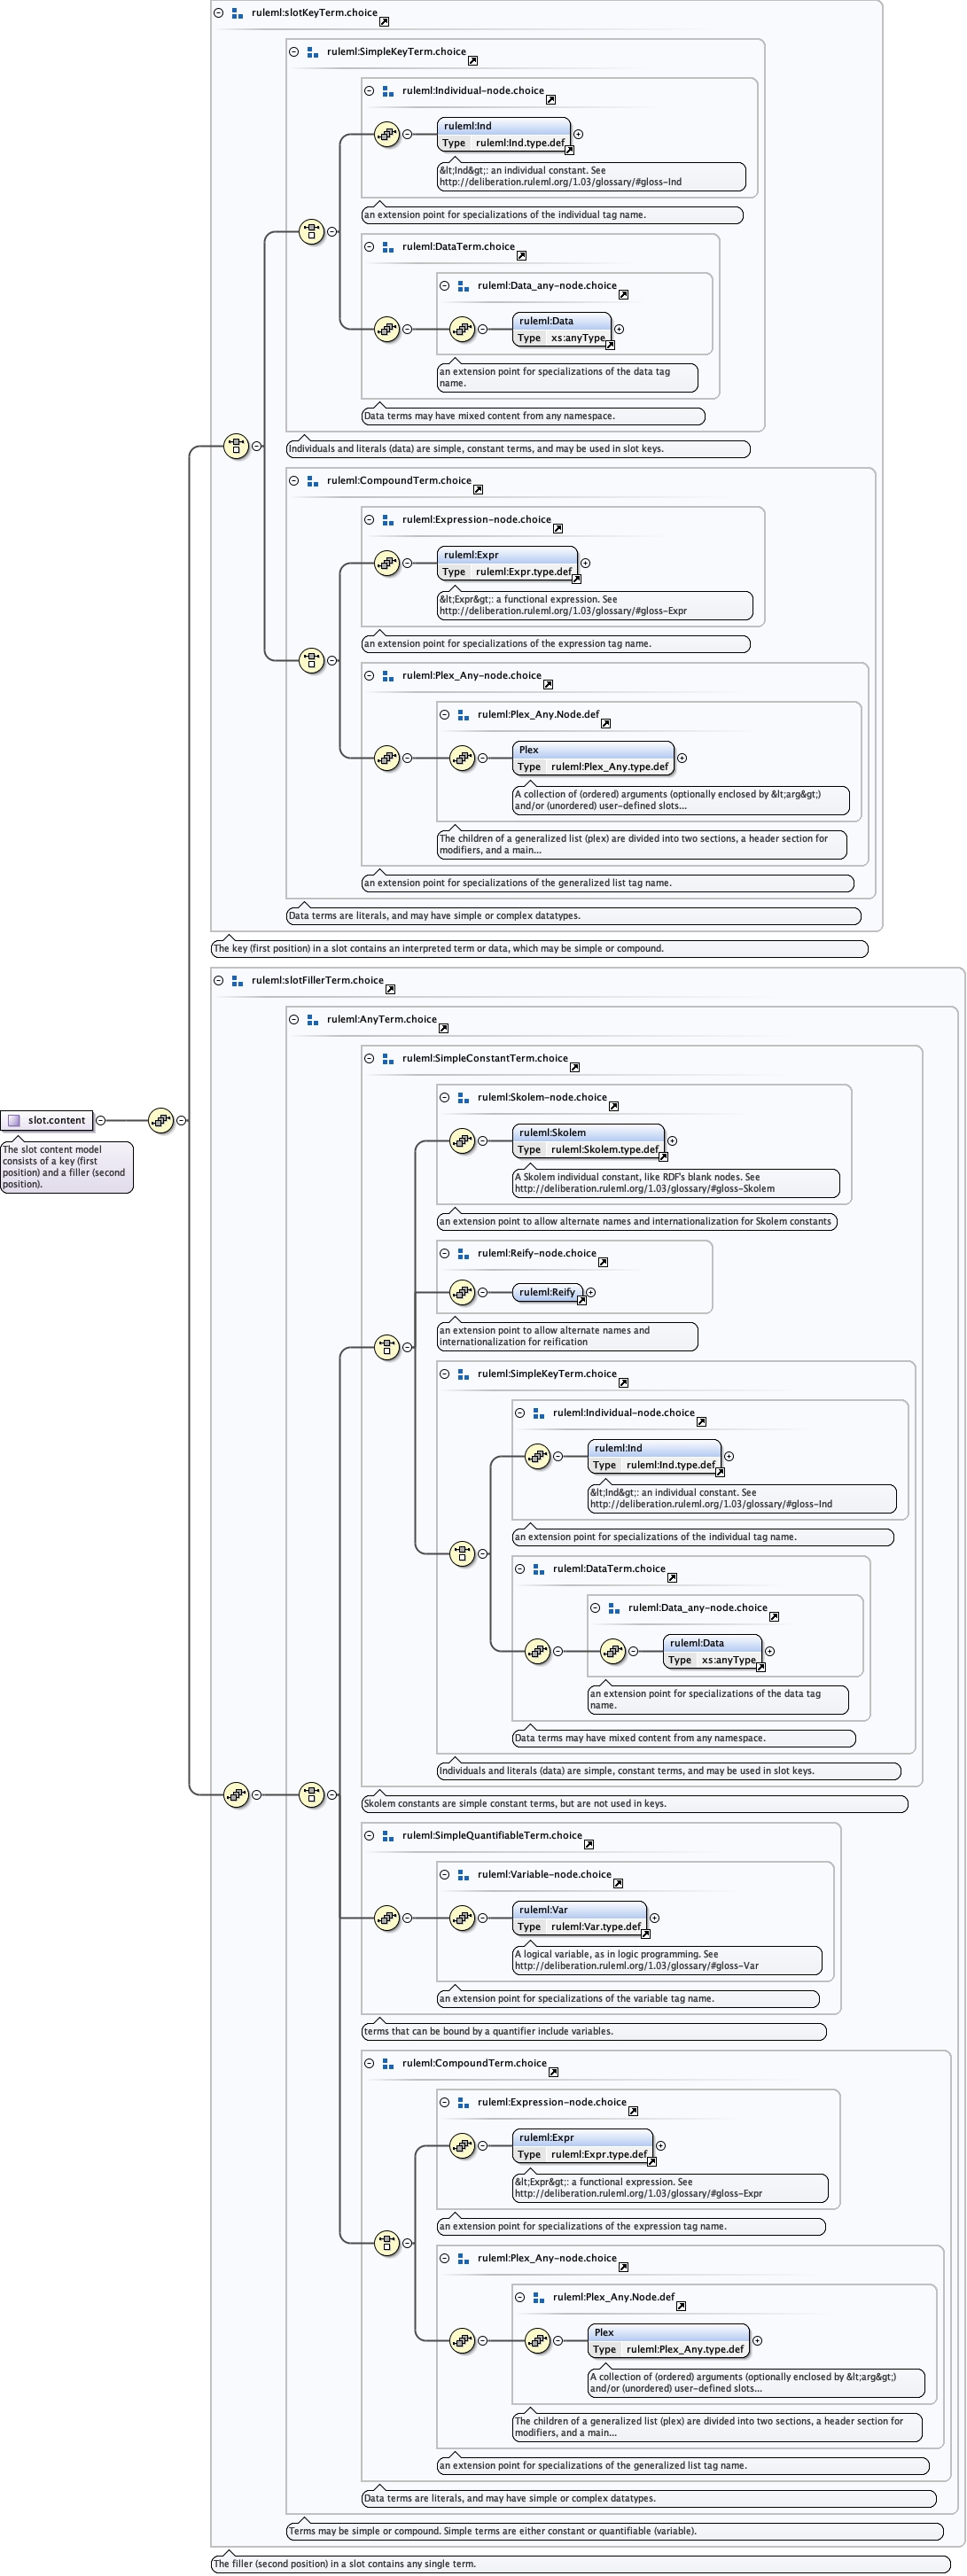 ruleml:slotKeyTerm.choice
ruleml:SimpleKeyTerm.choice
ruleml:Individual-node.choice
ruleml:Ind
Type ruleml:Ind.type.def
&lt;Ind&gt;: an individual constant. See
http://deliberation.ruleml.org/1.03/glossary/#gloss-Ind
an extension point for specializations of the individual tag name.
ruleml:DataTerm.choice
ruleml:Data_any-node.choice
ruleml:Data
Type xs:anyType
an extension point for specializations of the data tag
name.
Data terms may have mixed content from any namespace.
Individuals and literals (data) are simple, constant terms, and may be used in slot keys.
ruleml:CompoundTerm.choice
ruleml:Expression-node.choice
ruleml:Expr
Type ruleml:Expr.type.def
&lt;Expr&gt;: a functional expression. See
http://deliberation.ruleml.org/1.03/glossary/#gloss-Expr
an extension point for specializations of the expression tag name.
ruleml:Plex_Any-node.choice
ruleml:Plex_Any.Node.def
Plex
Type ruleml:Plex_Any.type.def
A collection of (ordered) arguments (optionally enclosed by &lt;arg&gt;)
and/or (unordered) user-defined slots...
The children of a generalized list (plex) are divided into two sections, a header section for
modifiers, and a main...
an extension point for specializations of the generalized list tag name.
Data terms are literals, and may have simple or complex datatypes.
The key (first position) in a slot contains an interpreted term or data, which may be simple or compound.
ruleml:slotFillerTerm.choice
ruleml:AnyTerm.choice
ruleml:SimpleConstantTerm.choice
ruleml:Skolem-node.choice
slot.content
The slot content model
consists of a key (first
position) and a filler (second
position).
ruleml:Skolem
Type ruleml:Skolem.type.def
A Skolem individual constant, like RDF's blank nodes. See
http://deliberation.ruleml.org/1.03/glossary/#gloss-Skolem
an extension point to allow alternate names and internationalization for Skolem constants
ruleml:Reify-node.choice
ruleml:Reify
an extension point to allow alternate names and
internationalization for reification
ruleml:SimpleKeyTerm.choice
ruleml:Individual-node.choice
ruleml:Ind
Type ruleml:Ind.type.def
&lt;Ind&gt;: an individual constant. See
http://deliberation.ruleml.org/1.03/glossary/#gloss-Ind
an extension point for specializations of the individual tag name.
ruleml:DataTerm.choice
ruleml:Data_any-node.choice
ruleml:Data
Type xs:anyType
an extension point for specializations of the data tag
name.
Data terms may have mixed content from any namespace.
Individuals and literals (data) are simple, constant terms, and may be used in slot keys.
Skolem constants are simple constant terms, but are not used in keys.
ruleml:SimpleQuantifiableTerm.choice
ruleml:Variable-node.choice
ruleml:Var
Type ruleml:Var.type.def
A logical variable, as in logic programming. See
http://deliberation.ruleml.org/1.03/glossary/#gloss-Var
an extension point for specializations of the variable tag name.
terms that can be bound by a quantifier include variables.
ruleml:CompoundTerm.choice
ruleml:Expression-node.choice
ruleml:Expr
Type ruleml:Expr.type.def
&lt;Expr&gt;: a functional expression. See
http://deliberation.ruleml.org/1.03/glossary/#gloss-Expr
an extension point for specializations of the expression tag name.
ruleml:Plex_Any-node.choice
ruleml:Plex_Any.Node.def
Plex
Type ruleml:Plex_Any.type.def
A collection of (ordered) arguments (optionally enclosed by &lt;arg&gt;)
and/or (unordered) user-defined slots...
The children of a generalized list (plex) are divided into two sections, a header section for
modifiers, and a main...
an extension point for specializations of the generalized list tag name.
Data terms are literals, and may have simple or complex datatypes.
Terms may be simple or compound. Simple terms are either constant or quantifiable (variable).
The filler (second position) in a slot contains any single term.